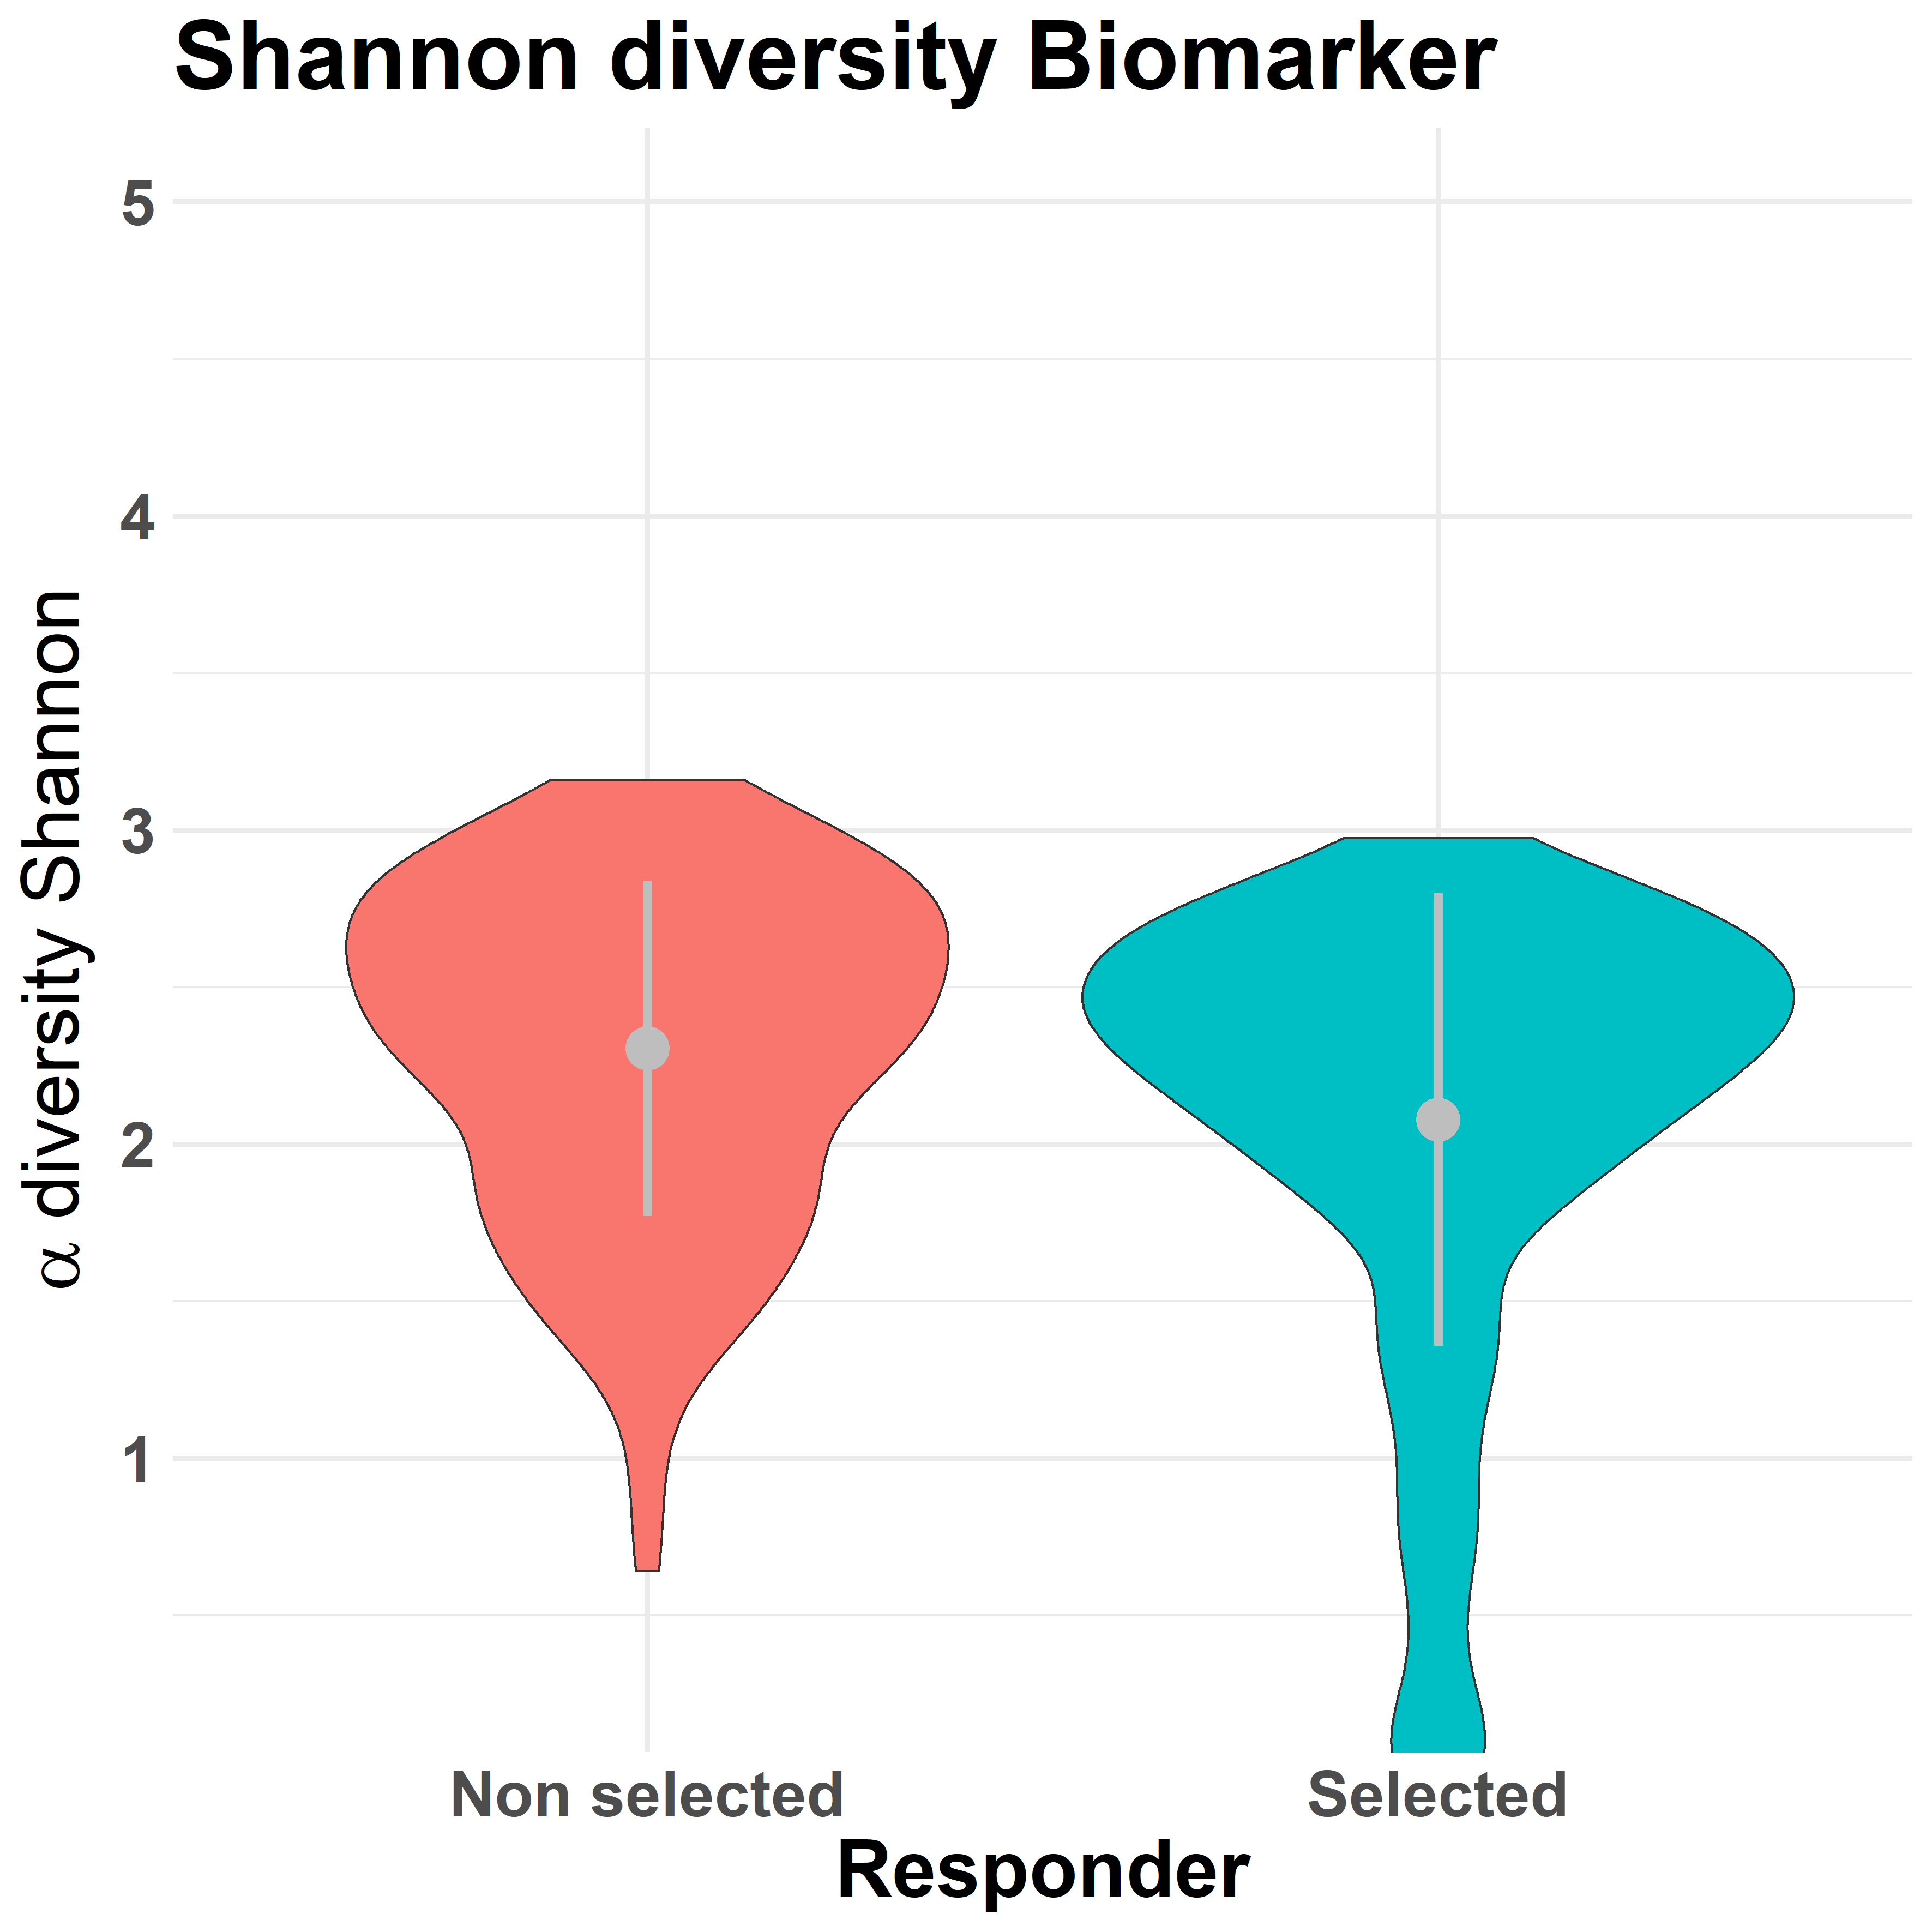 Shannon diversity Biomarker
α diversity Shannon
5
4
3
2
1
Non selected
Selected
Responder